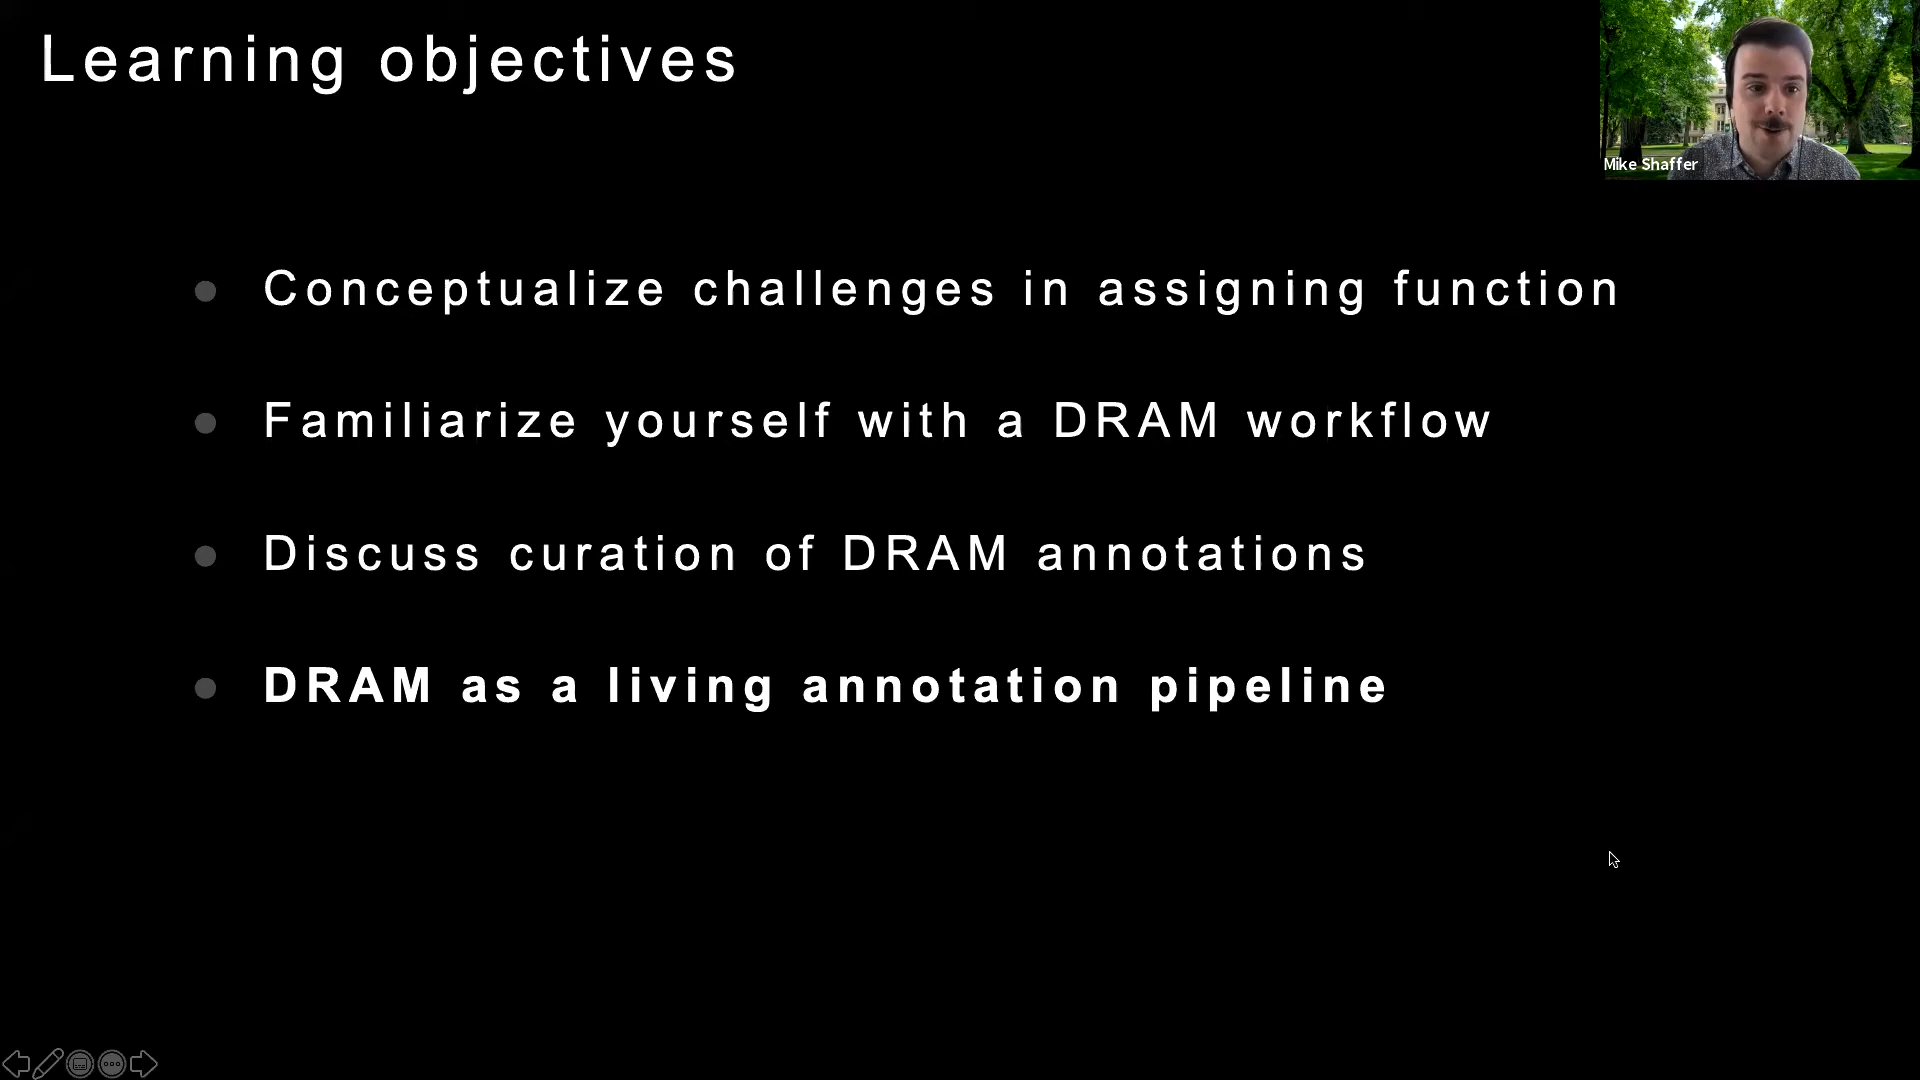 Learning objectives
Mike Shaffer
Conceptualize challenges in assigning function
Familiarize yourself with a DRAM workflow
Discuss curation of DRAM annotations
DRAM as a living annotation pipeline